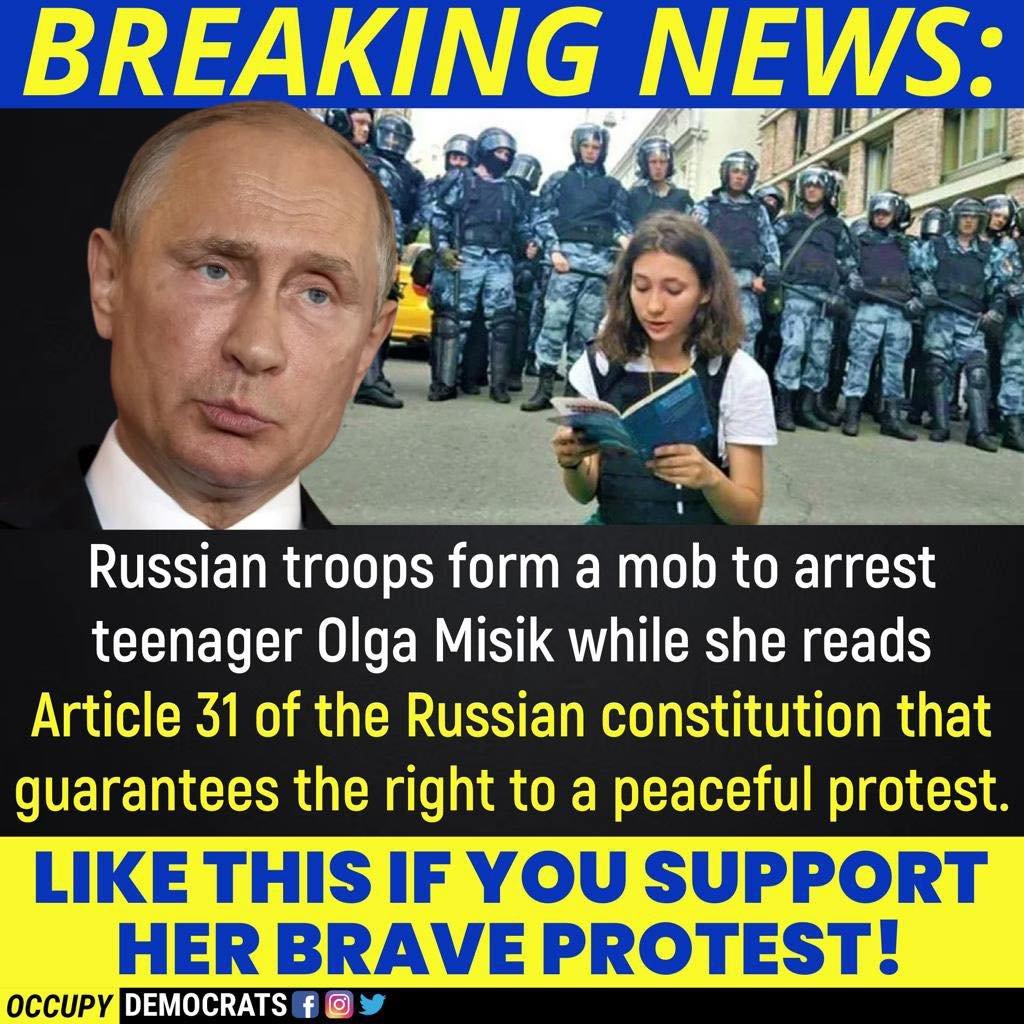 BREAKING NEWS:
Russian troops form a mob to arrest
teenager Olga Misik while she reads
Article 31 of the Russian constitution that
guarantees the right to a peaceful protest.
LIKE THIS IF YOU SUPPORT
HER BRAVE PROTEST!
OCCUPY DEMOCRATS